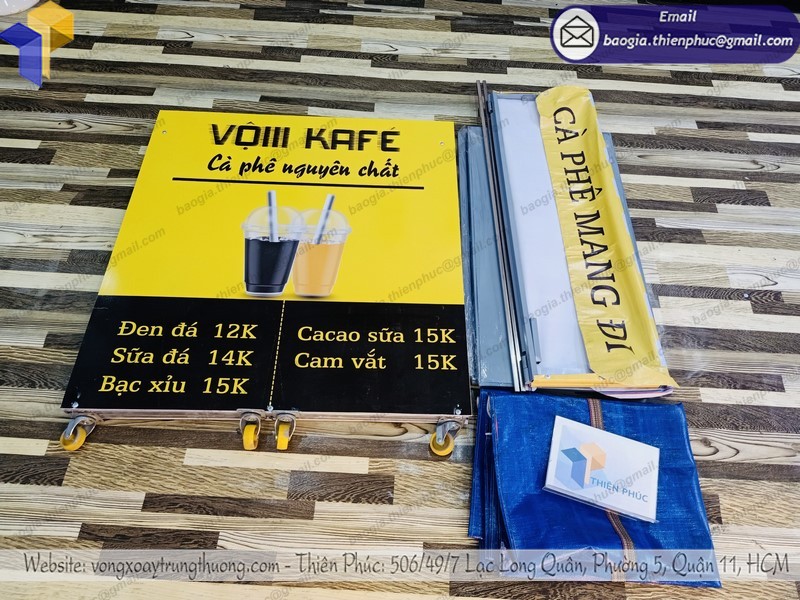 Email
baogia.thienphuc@gmail.com
VỘIII KAFÉ
Cà phê nguyên chất
Đen đá 12K
Sữa đá 14K
Bạc xỉu 15K
Cacao sữa 15K
Cam vắt 15K
CÀ PHÊ MANG ĐI
THIÊN PHÚC
Website: vongxoaytrungthuong.com - Thiên Phúc: 506/49/7 Lạc Long Quân, Phường 5, Quận 11, HCM